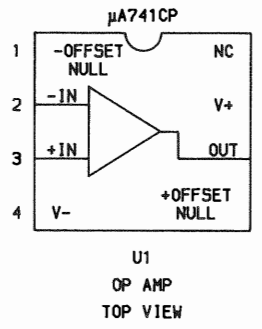 µA741CP
1 -OFFSET NULL NC
2 -IN V+
3 +IN OUT
4 V- +OFFSET NULL
U1
OP AMP
TOP VIEW